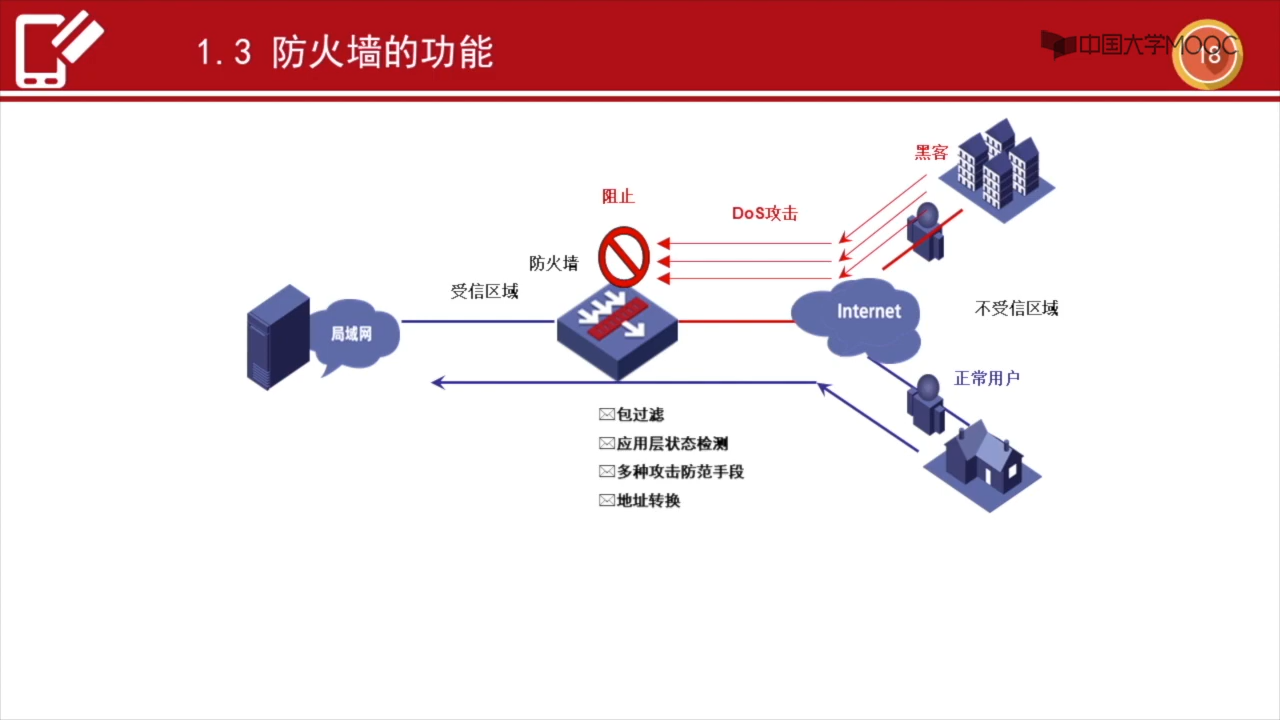 1.3 防火墙的功能
中国大学MOOC
18
黑客
阻止
DoS攻击
防火墙
受信区域
Internet
不受信区域
局域网
正常用户
包过滤
应用层状态检测
多种攻击防范手段
地址转换